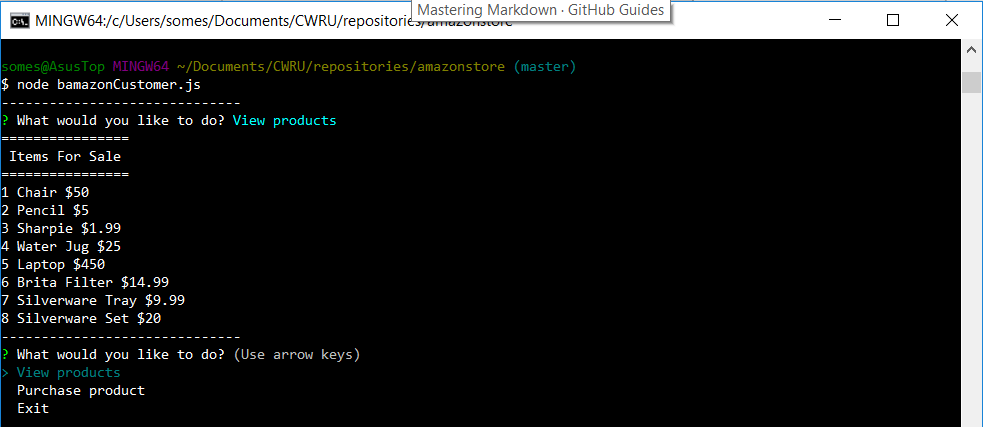 Mastering Markdown · GitHub Guides
MINGW64:/c/Users/somes/Documents/CWRU/repositories/amazonstore
somes@AsusTop MINGW64 ~/Documents/CWRU/repositories/amazonstore (master)
$ node bamazonCustomer.js
------------------------------
? What would you like to do? View products
================
 Items For Sale
================
1 Chair $50
2 Pencil $5
3 Sharpie $1.99
4 Water Jug $25
5 Laptop $450
6 Brita Filter $14.99
7 Silverware Tray $9.99
8 Silverware Set $20
------------------------------
? What would you like to do? (Use arrow keys)
> View products
  Purchase product
  Exit